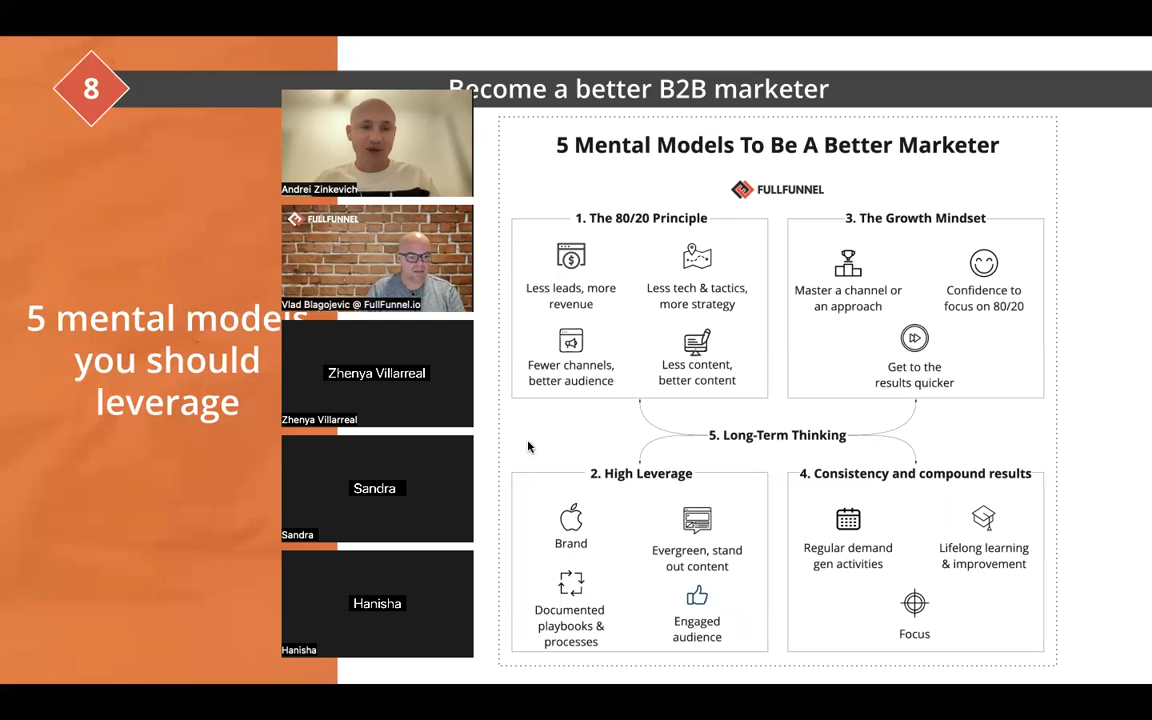 8
Become a better B2B marketer
5 mental models
you should
leverage
Andrei Zinkevich
FULLFUNNEL
Vlad Blagojevic @ FullFunnel.io
Zhenya Villarreal
Zhenya Villarreal
Sandra
Sandra
Hanisha
Hanisha
5 Mental Models To Be A Better Marketer
FULLFUNNEL
1. The 80/20 Principle
Less leads, more
revenue
Less tech & tactics,
more strategy
Fewer channels,
better audience
Less content,
better content
3. The Growth Mindset
Master a channel or
an approach
Confidence to
focus on 80/20
Get to the
results quicker
5. Long-Term Thinking
2. High Leverage
Brand
Evergreen, stand
out content
Documented
playbooks &
processes
Engaged
audience
4. Consistency and compound results
Regular demand
gen activities
Lifelong learning
& improvement
Focus